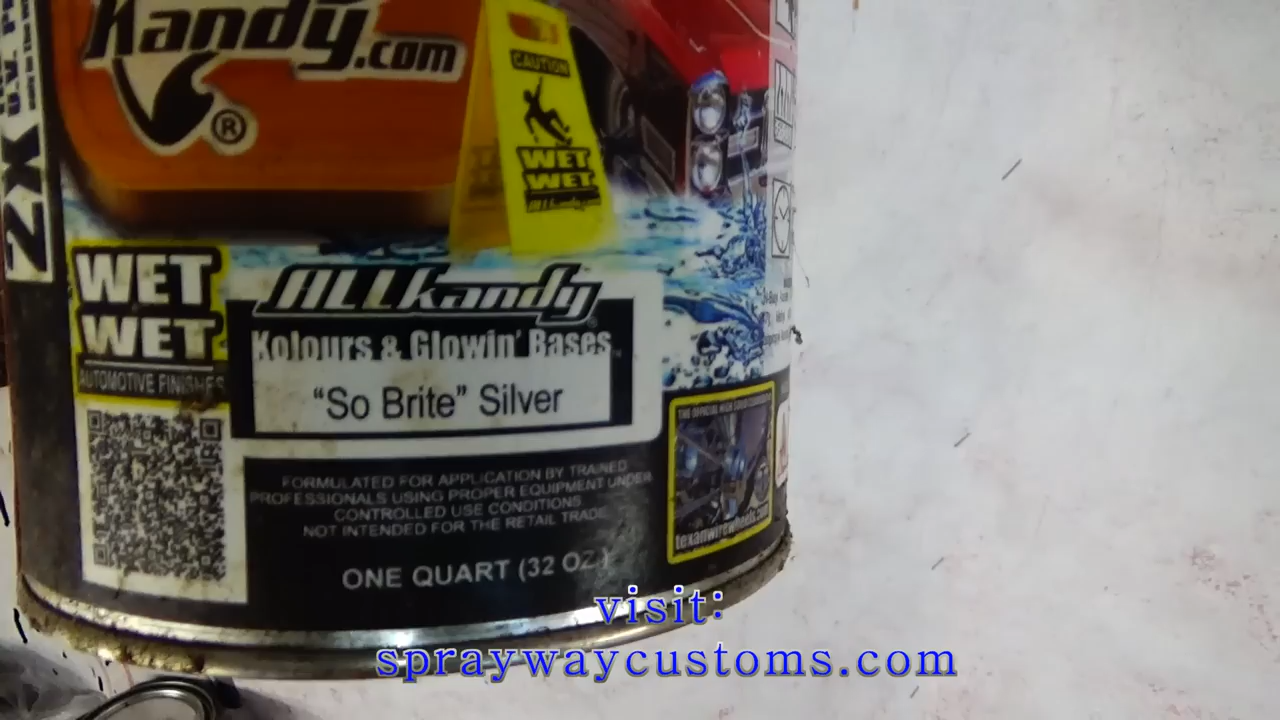 Kandy.com
®
CAUTION
WET
WET
2X
U.V.
WET
WET
AUTOMOTIVE FINISHES
ALLkandy
Kolours & Glowin' Bases
"So Brite" Silver
FORMULATED FOR APPLICATION BY TRAINED
PROFESSIONALS USING PROPER EQUIPMENT UNDER
CONTROLLED USE CONDITIONS
NOT INTENDED FOR THE RETAIL TRADE
ONE QUART (32 OZ.)
texanwirewheels.com
visit:
spraywaycustoms.com